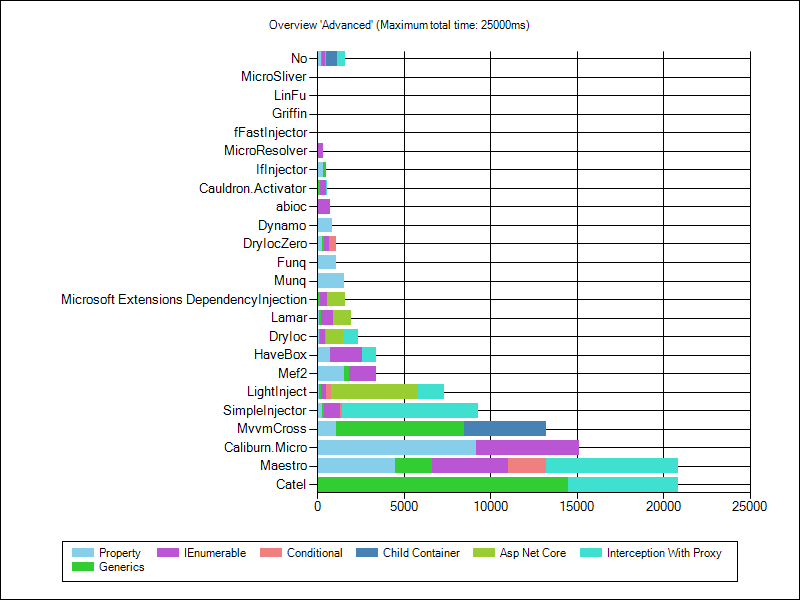 Overview 'Advanced' (Maximum total time: 25000ms)
No
MicroSliver
LinFu
Griffin
fFastInjector
MicroResolver
IfInjector
Cauldron.Activator
abioc
Dynamo
DryIocZero
Funq
Munq
Microsoft Extensions DependencyInjection
Lamar
DryIoc
HaveBox
Mef2
LightInject
SimpleInjector
MvvmCross
Caliburn.Micro
Maestro
Catel
0 5000 10000 15000 20000 25000
Property IEnumerable Conditional Child Container Asp Net Core Interception With Proxy
Generics